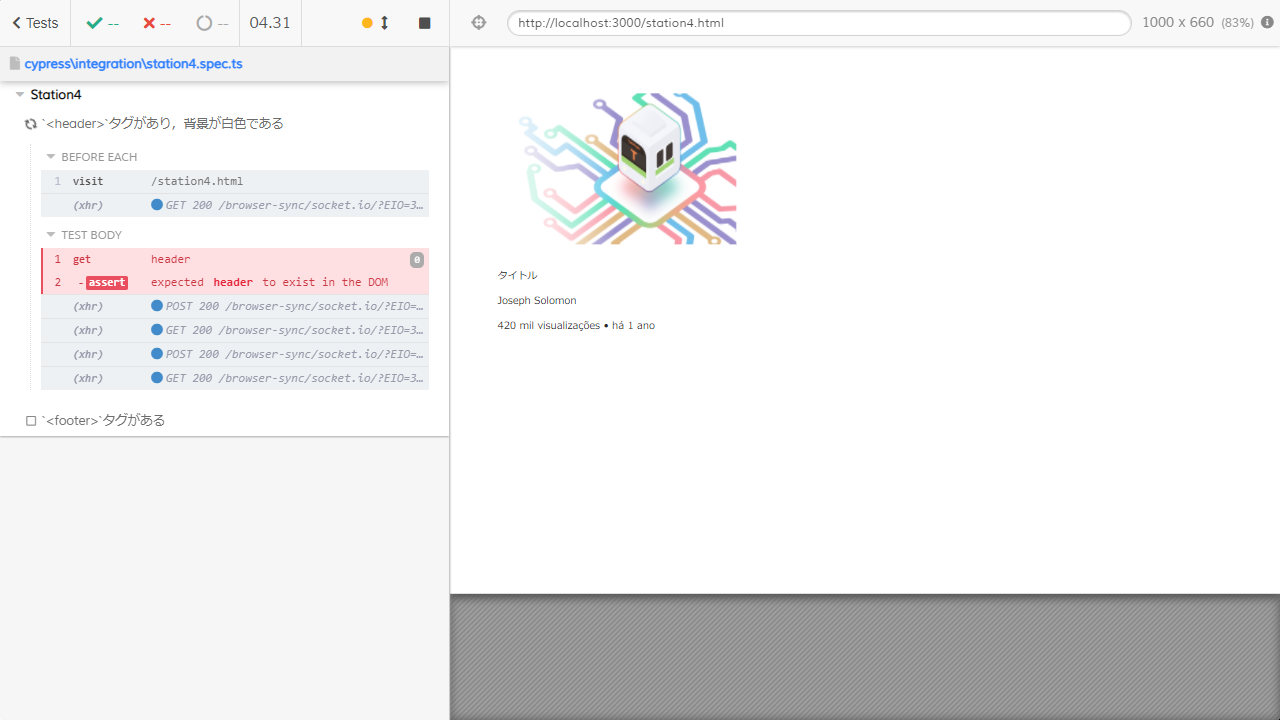 Tests
--
--
--
04.31
http://localhost:3000/station4.html
1000 x 660 (83%)
cypress\integration\station4.spec.ts
Station4
`<header>`タグがあり，背景が白色である
BEFORE EACH
1 visit /station4.html
(xhr) GET 200 /browser-sync/socket.io/?EIO=3…
TEST BODY
1 get header 0
2 -assert expected header to exist in the DOM
(xhr) POST 200 /browser-sync/socket.io/?EIO=…
(xhr) GET 200 /browser-sync/socket.io/?EIO=3…
(xhr) POST 200 /browser-sync/socket.io/?EIO=…
(xhr) GET 200 /browser-sync/socket.io/?EIO=3…
`<footer>`タグがある
T
タイトル
Joseph Solomon
420 mil visualizações • há 1 ano